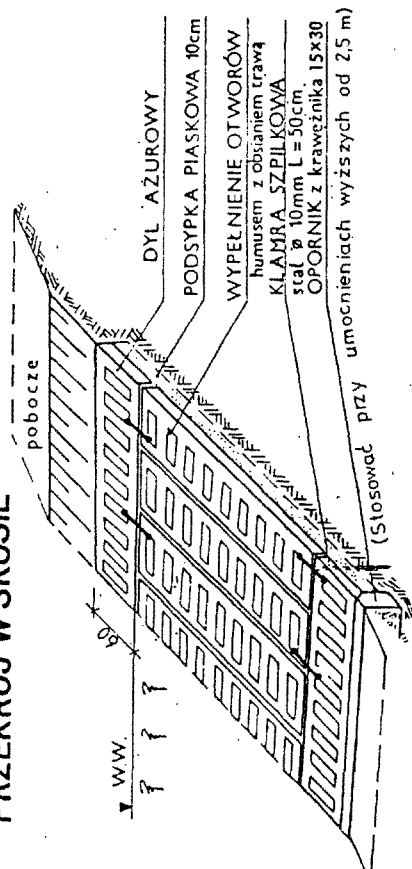 PRZEKRÓJ W SKOSIE
pobocze
60
W.W.
DYL AŻUROWY
PODSYPKA PIASKOWA 10cm
WYPEŁNIENIE OTWORÓW
humusem z obsianiem trawą
KLAMRA SZPILKOWA
stal ø 10mm L=50cm
OPORNIK z krawężnika 15x30
(Stosować przy umocnieniach wyższych od 2,5 m)